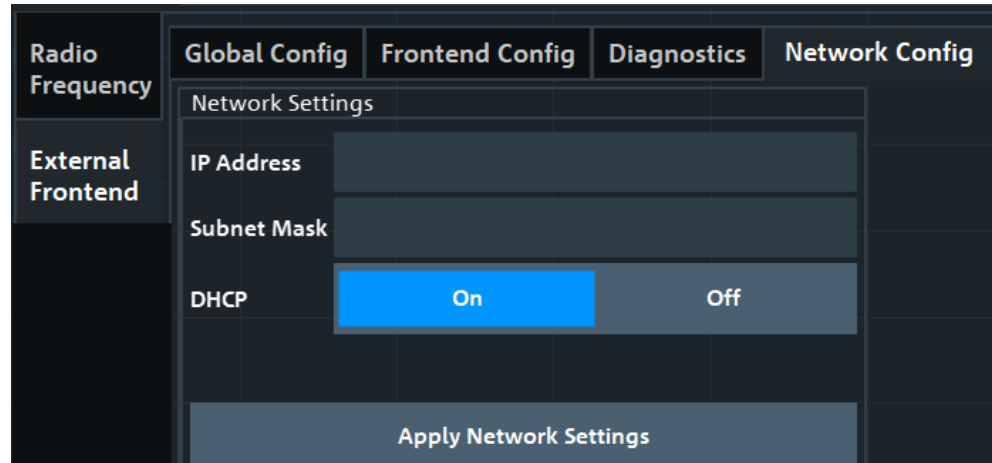 Radio
Frequency
External
Frontend
Global Config
Frontend Config
Diagnostics
Network Config
Network Settings
IP Address
Subnet Mask
DHCP
On
Off
Apply Network Settings